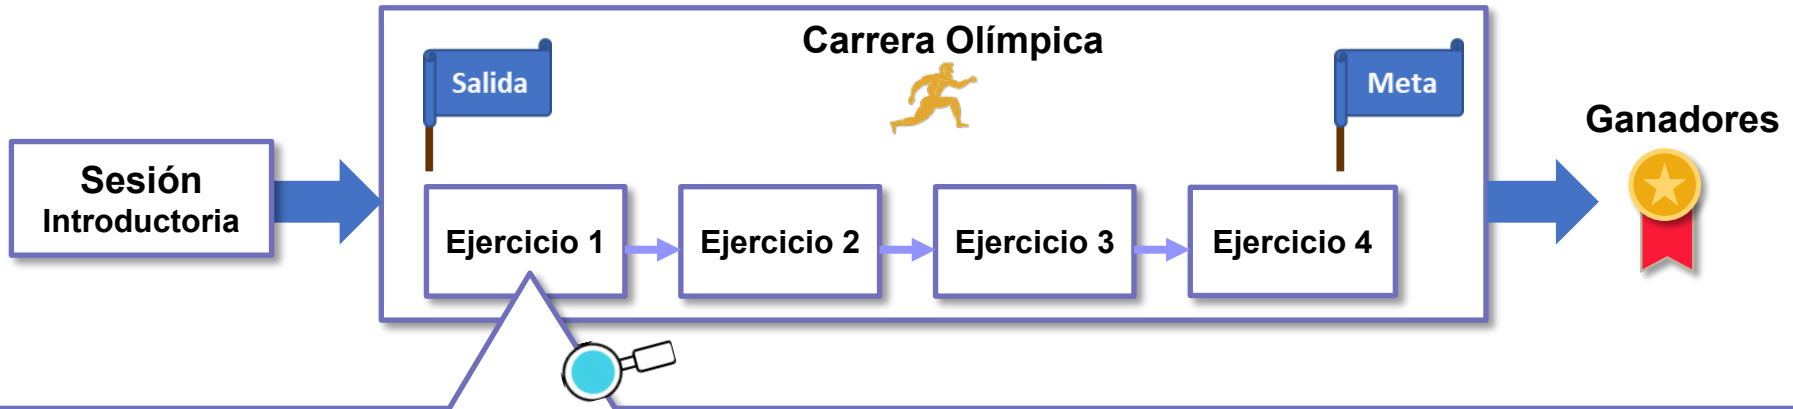 Carrera Olímpica
Salida
Meta
Ganadores
Sesión
Introductoria
Ejercicio 1
Ejercicio 2
Ejercicio 3
Ejercicio 4